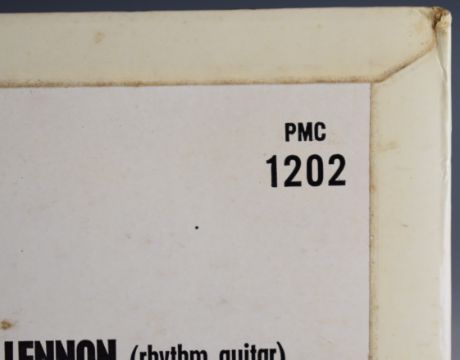 PMC
1202
LENNON (rhythm guitar)